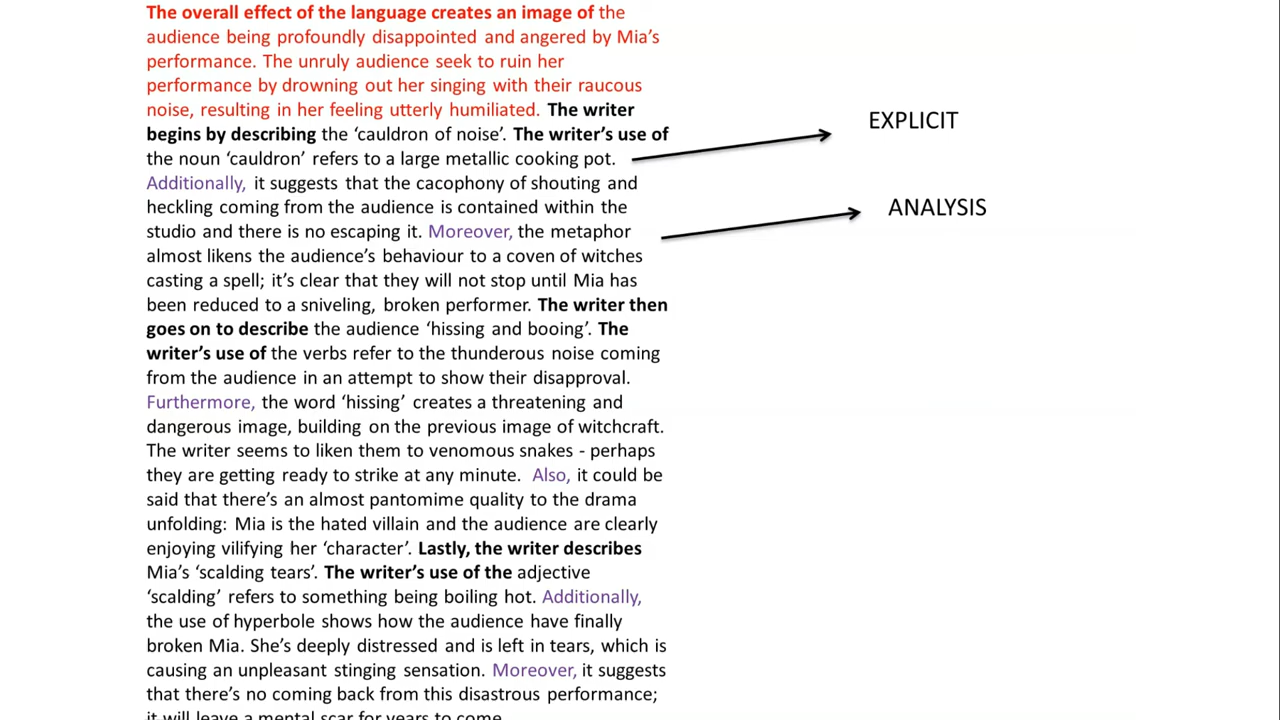 The overall effect of the language creates an image of the
audience being profoundly disappointed and angered by Mia's
performance. The unruly audience seek to ruin her
performance by drowning out her singing with their raucous
noise, resulting in her feeling utterly humiliated. The writer
begins by describing the 'cauldron of noise'. The writer's use of
the noun 'cauldron' refers to a large metallic cooking pot.
Additionally, it suggests that the cacophony of shouting and
heckling coming from the audience is contained within the
studio and there is no escaping it. Moreover, the metaphor
almost likens the audience's behaviour to a coven of witches
casting a spell; it's clear that they will not stop until Mia has
been reduced to a sniveling, broken performer. The writer then
goes on to describe the audience 'hissing and booing'. The
writer's use of the verbs refer to the thunderous noise coming
from the audience in an attempt to show their disapproval.
Furthermore, the word 'hissing' creates a threatening and
dangerous image, building on the previous image of witchcraft.
The writer seems to liken them to venomous snakes - perhaps
they are getting ready to strike at any minute. Also, it could be
said that there's an almost pantomime quality to the drama
unfolding: Mia is the hated villain and the audience are clearly
enjoying vilifying her 'character'. Lastly, the writer describes
Mia's 'scalding tears'. The writer's use of the adjective
'scalding' refers to something being boiling hot. Additionally,
the use of hyperbole shows how the audience have finally
broken Mia. She's deeply distressed and is left in tears, which is
causing an unpleasant stinging sensation. Moreover, it suggests
that there's no coming back from this disastrous performance;
it will leave a mental scar for years to come.
EXPLICIT
ANALYSIS